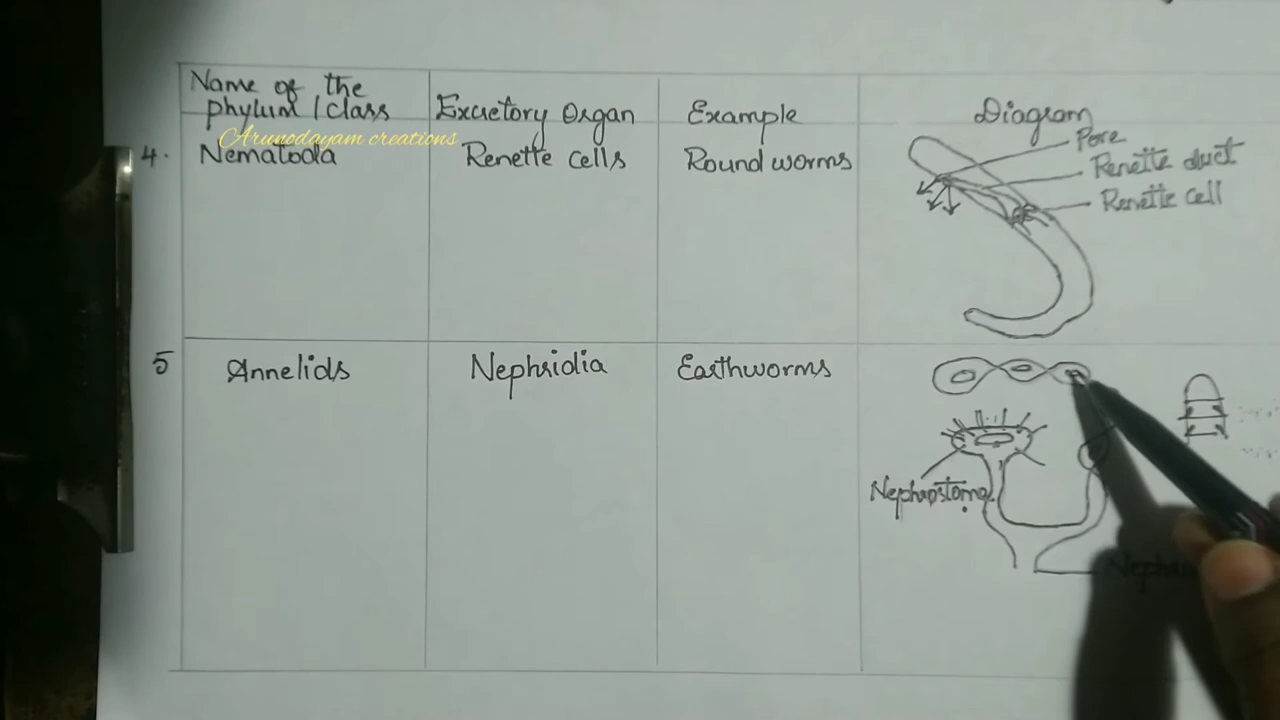 Name of the
phylum / class
Excretory Organ
Example
Diagram
Arunodayam creations
4. Nematoda
Renette cells
Round worms
Pore
Renette duct
Renette cell
5 Annelids
Nephridia
Earthworms
Nephrostome